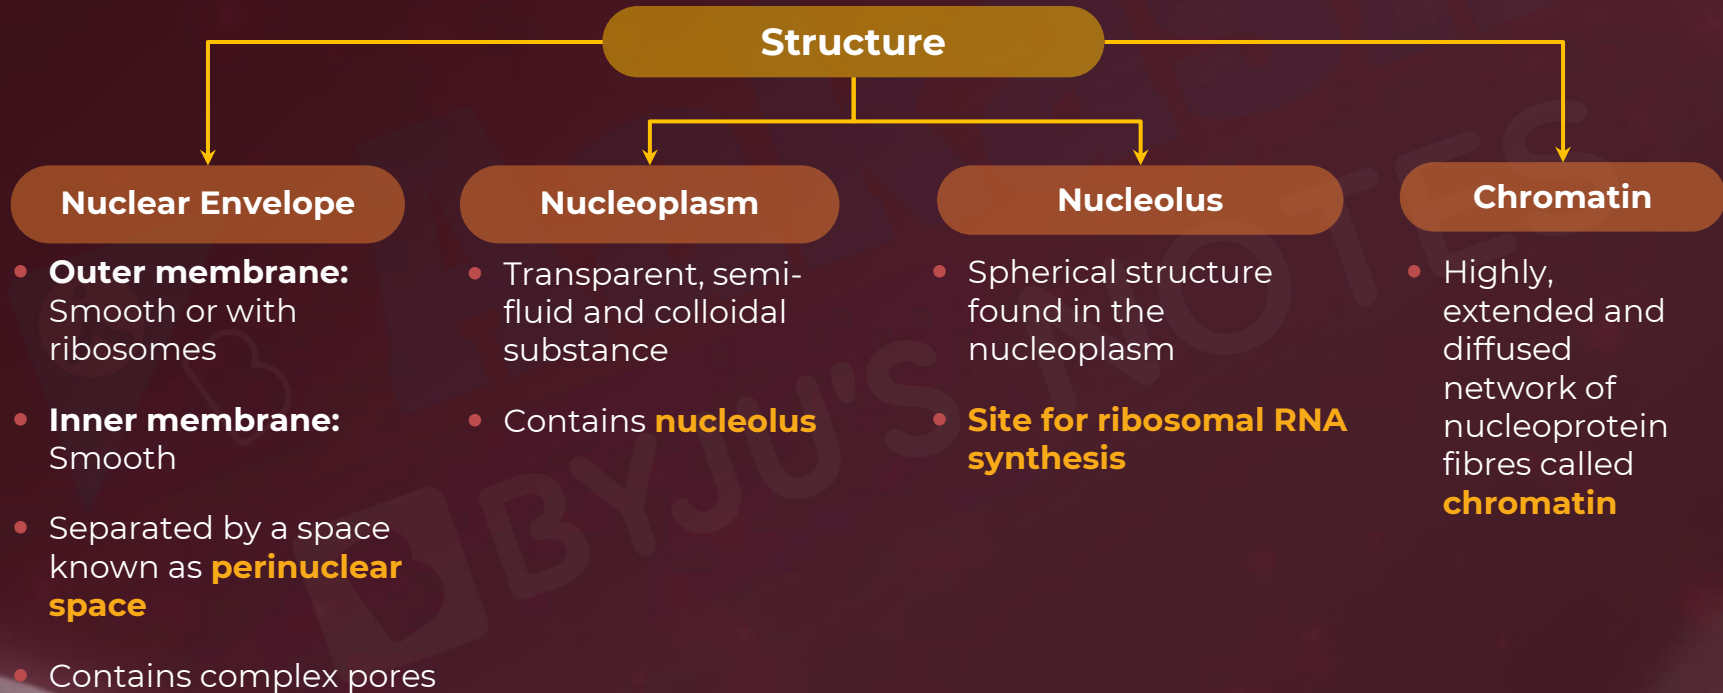 Structure
Nuclear Envelope
• Outer membrane:
Smooth or with
ribosomes
• Inner membrane:
Smooth
• Separated by a space
known as perinuclear
space
• Contains complex pores
Nucleoplasm
• Transparent, semi-
fluid and colloidal
substance
• Contains nucleolus
Nucleolus
• Spherical structure
found in the
nucleoplasm
• Site for ribosomal RNA
synthesis
Chromatin
• Highly,
extended and
diffused
network of
nucleoprotein
fibres called
chromatin
BYJU'S NOTES